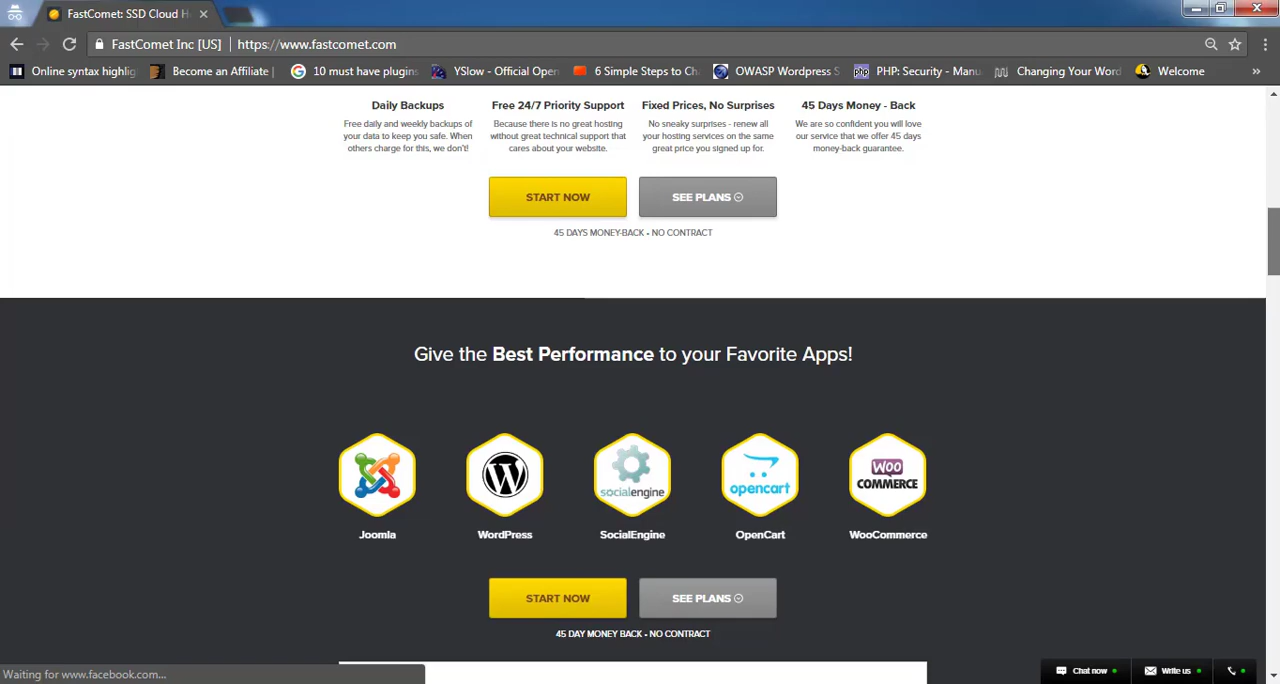 FastComet: SSD Cloud H
FastComet Inc [US]
https://www.fastcomet.com
Online syntax highlig
Become an Affiliate |
10 must have plugins
YSlow - Official Open
6 Simple Steps to Ch
OWASP Wordpress S
php
PHP: Security - Manu
Changing Your Word
Welcome
»
Daily Backups
Free daily and weekly backups of
your data to keep you safe. When
others charge for this, we don't!
Free 24/7 Priority Support
Because there is no great hosting
without great technical support that
cares about your website.
Fixed Prices, No Surprises
No sneaky surprises - renew all
your hosting services on the same
great price you signed up for.
45 Days Money - Back
We are so confident you will love
our service that we offer 45 days
money-back guarantee.
START NOW
SEE PLANS
45 DAYS MONEY-BACK - NO CONTRACT
Give the Best Performance to your Favorite Apps!
socialengine
opencart
WOO
COMMERCE
Joomla
WordPress
SocialEngine
OpenCart
WooCommerce
START NOW
SEE PLANS
45 DAY MONEY BACK - NO CONTRACT
Waiting for www.facebook.com...
Chat now
Write us